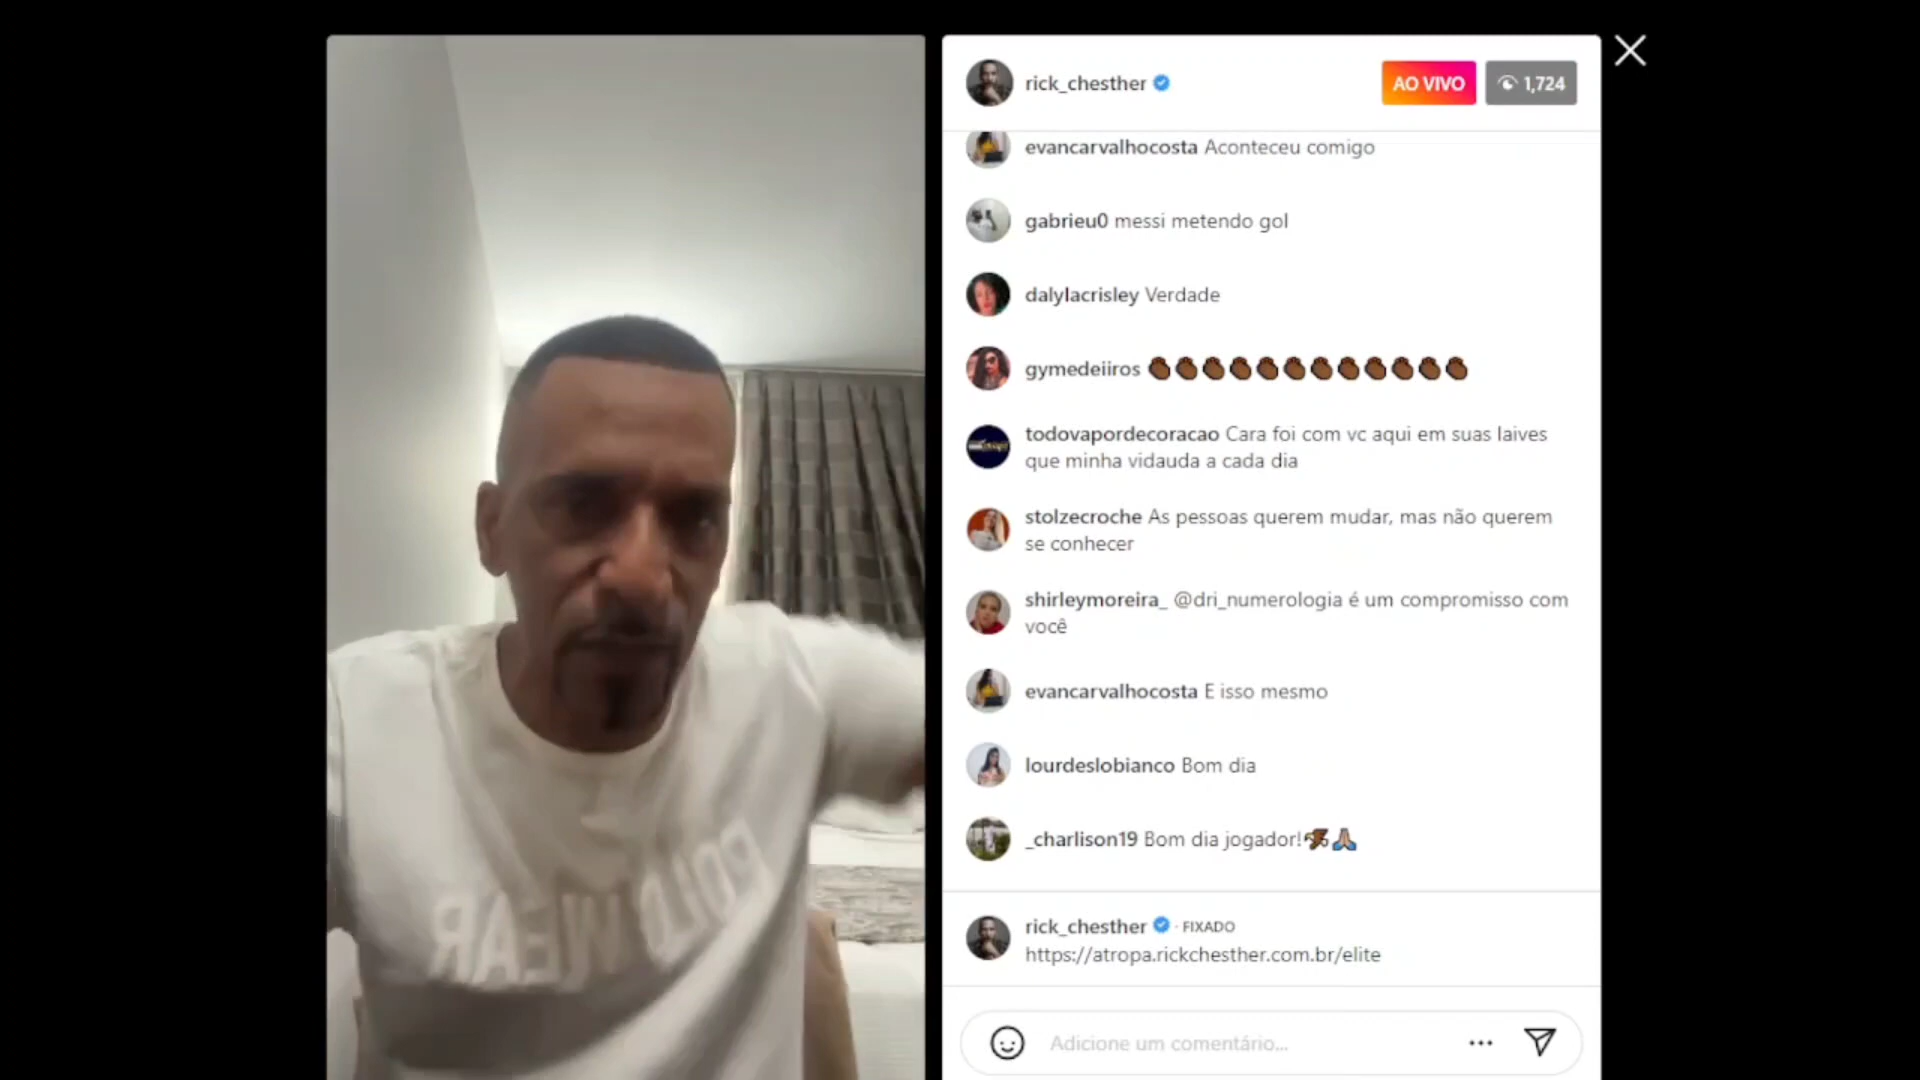 rick_chesther
AO VIVO
1,724
evancarvalhocosta Aconteceu comigo
gabrieu0 messi metendo gol
dalylacrisley Verdade
gymedeiiros 👏🏾👏🏾👏🏾👏🏾👏🏾👏🏾👏🏾👏🏾👏🏾👏🏾👏🏾👏🏾
todovapordecoracao Cara foi com vc aqui em suas laives
que minha vidauda a cada dia
stolzecroche As pessoas querem mudar, mas não querem
se conhecer
shirleymoreira_ @dri_numerologia é um compromisso com
você
evancarvalhocosta E isso mesmo
lourdeslobianco Bom dia
_charlison19 Bom dia jogador!
rick_chesther · FIXADO
https://atropa.rickchesther.com.br/elite
Adicione um comentário...
POLO WEAR